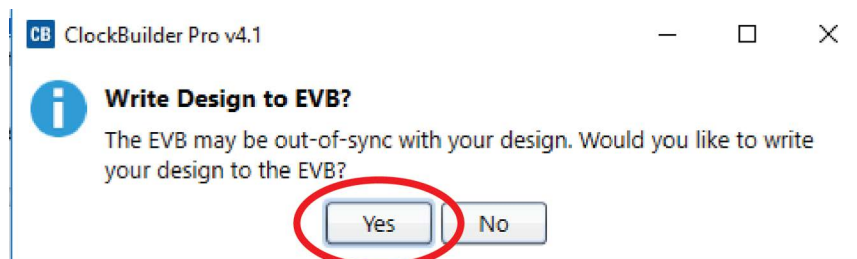 CB ClockBuilder Pro v4.1
Write Design to EVB?
The EVB may be out-of-sync with your design. Would you like to write
your design to the EVB?
Yes No